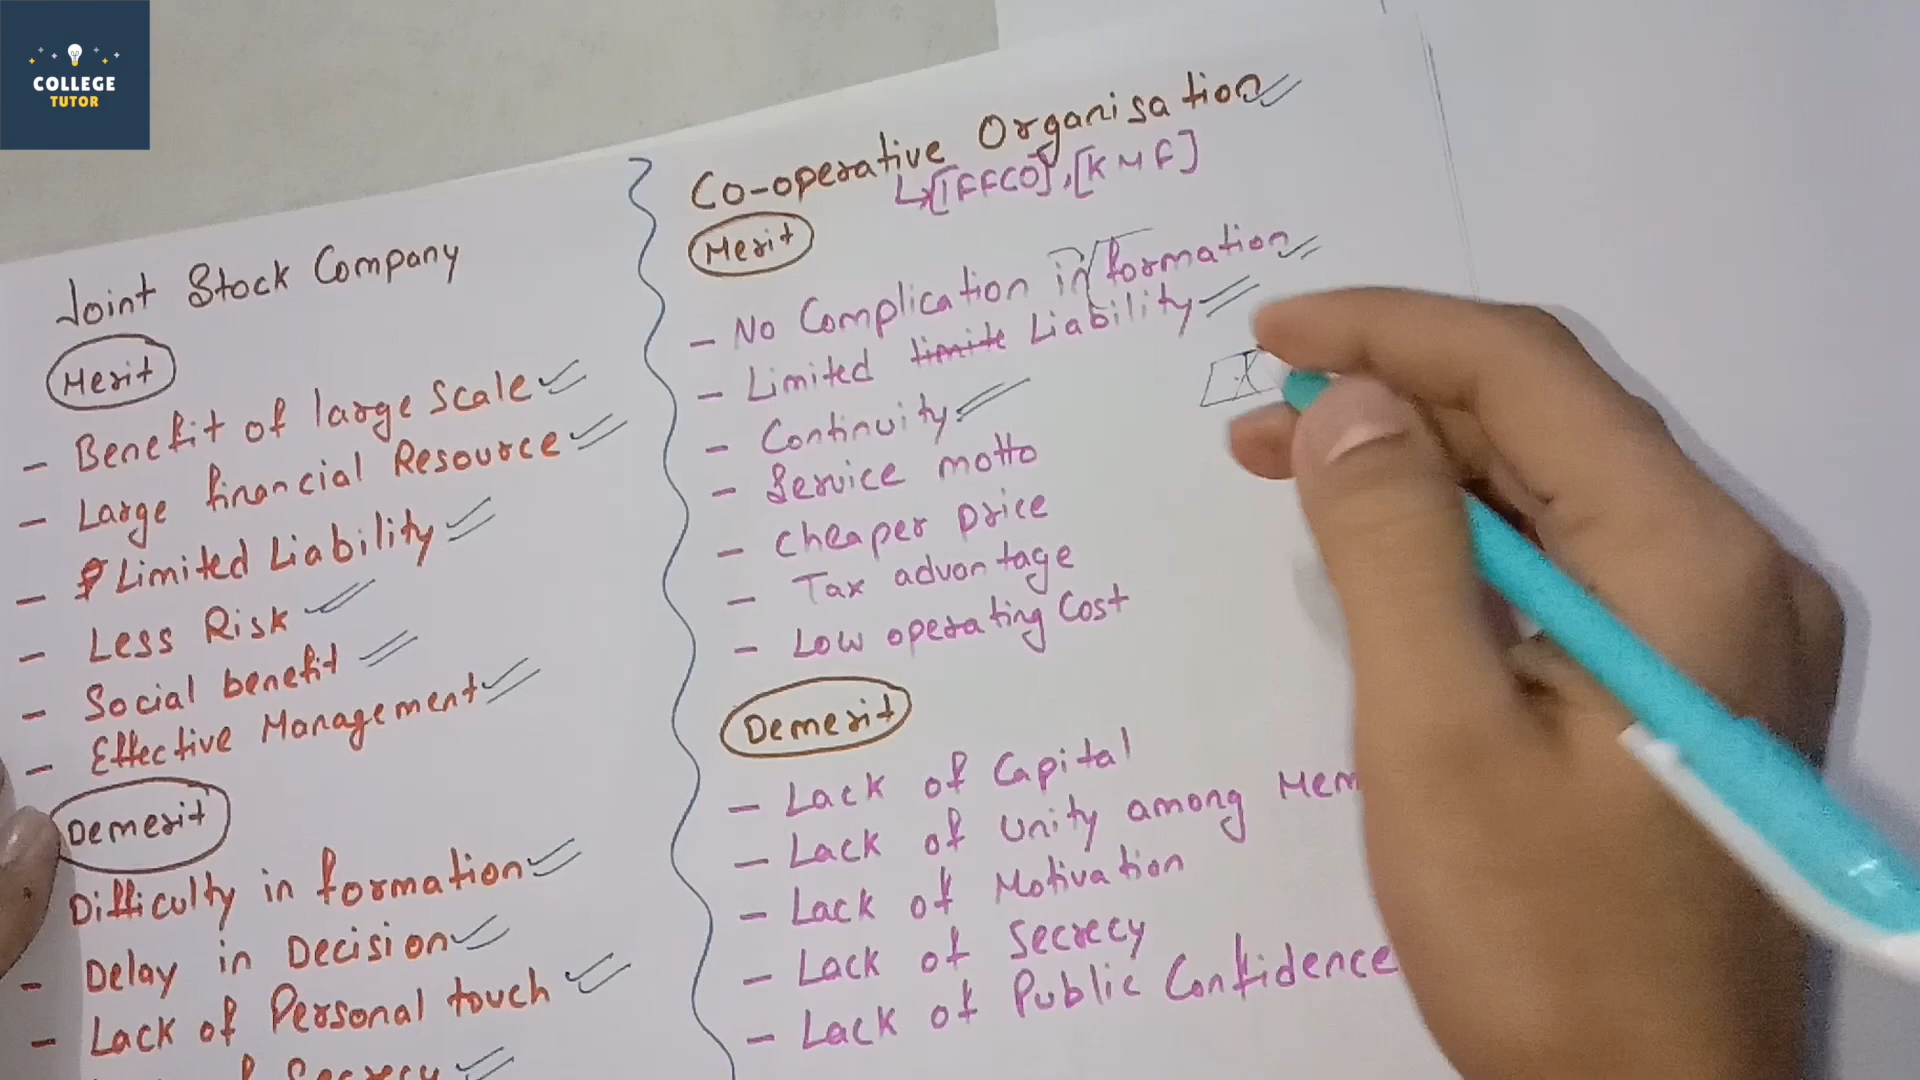 COLLEGE
TUTOR
Joint Stock Company
Merit
- Benefit of large Scale
- Large financial Resource
- Limited Liability
- Less Risk
- Social benefit
- Effective Management
Demerit
Difficulty in formation
- Delay in Decision
- Lack of Personal touch
Secrecy
Co-operative Organisation
[IFFCO], [KMF]
Merit
- No Complication in formation
- Limited limite Liability
- Continuity
- Service motto
- Cheaper price
- Tax advantage
- Low operating Cost
Demerit
- Lack of Capital
- Lack of Unity among Mem
- Lack of Motivation
- Lack of Secrecy
- Lack of Public Confidence